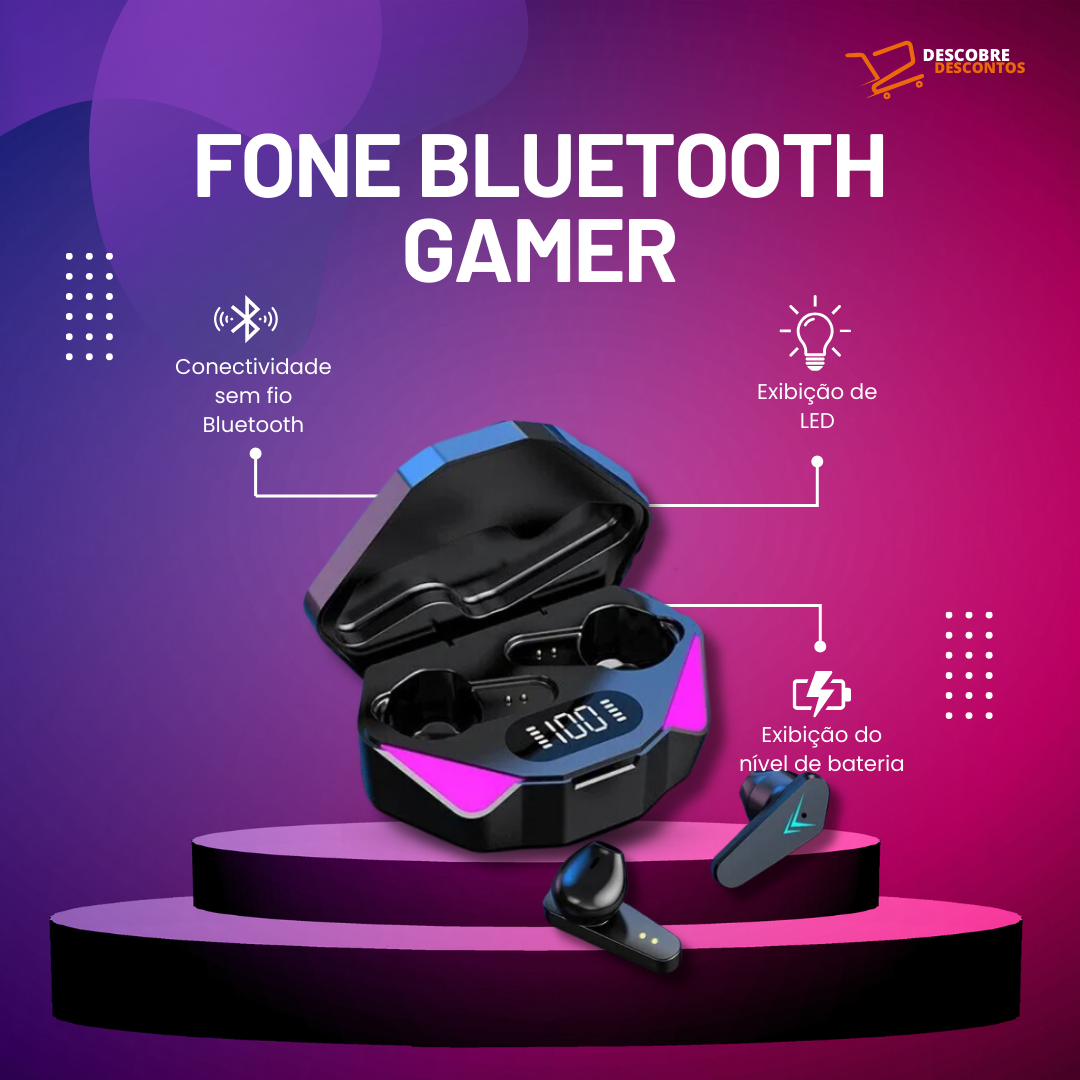 DESCOBRE
DESCONTOS
FONE BLUETOOTH
GAMER
Conectividade
sem fio
Bluetooth
Exibição de
LED
100
Exibição do
nível de bateria